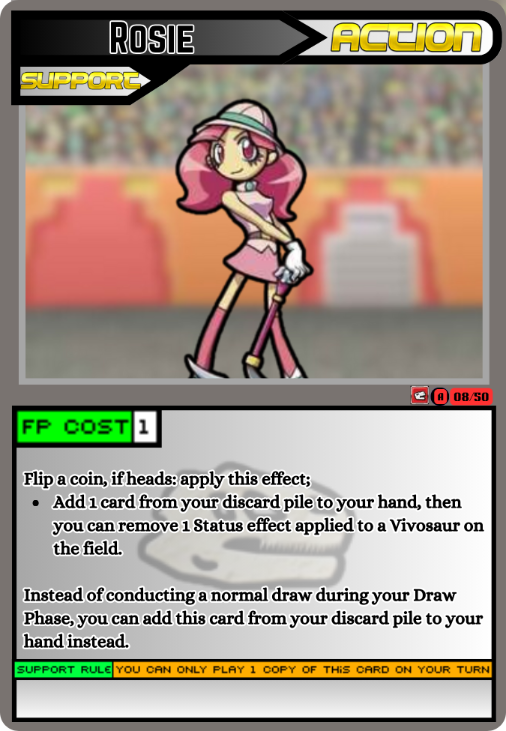 Rosie
ACTION
SUPPORT
A 08/50
FP COST 1
Flip a coin, if heads: apply this effect;
• Add 1 card from your discard pile to your hand, then
you can remove 1 Status effect applied to a Vivosaur on
the field.
Instead of conducting a normal draw during your Draw
Phase, you can add this card from your discard pile to your
hand instead.
SUPPORT RULE YOU CAN ONLY PLAY 1 COPY OF THiS CARD ON YOUR TURN